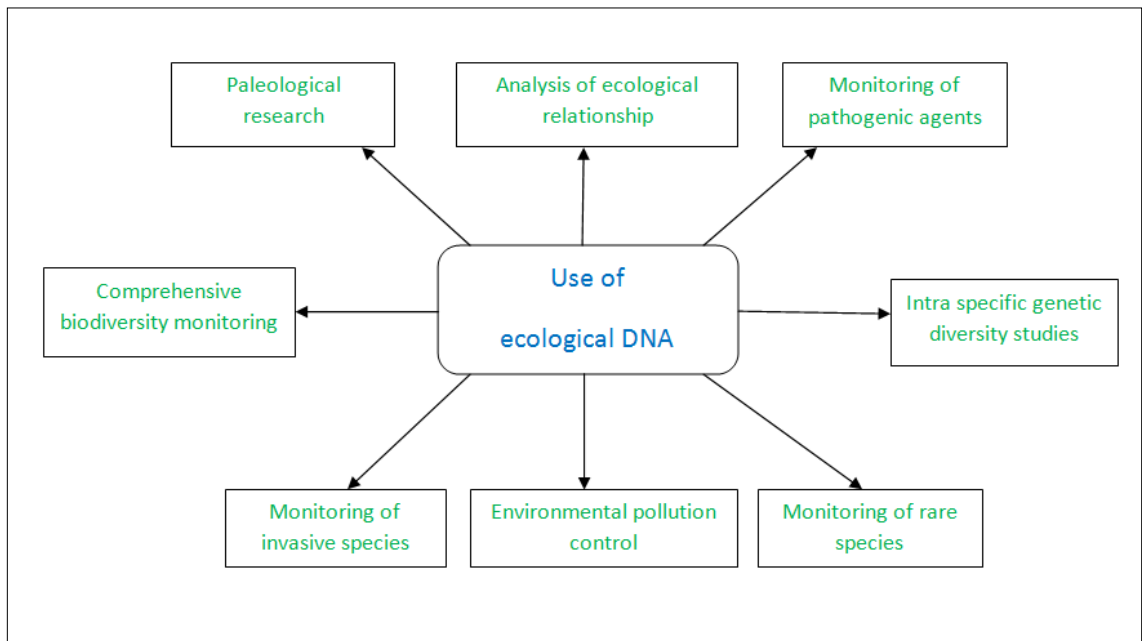 Paleological
research
Analysis of ecological
relationship
Monitoring of
pathogenic agents
Comprehensive
biodiversity monitoring
Use of
ecological DNA
Intra specific genetic
diversity studies
Monitoring of
invasive species
Environmental pollution
control
Monitoring of rare
species